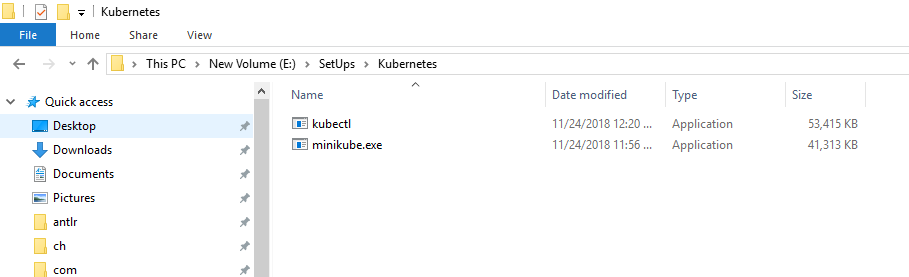 Kubernetes
File Home Share View
This PC New Volume (E:) SetUps Kubernetes
Quick access
Desktop
Downloads
Documents
Pictures
antlr
ch
com
Name Date modified Type Size
kubectl 11/24/2018 12:20 ... Application 53,415 KB
minikube.exe 11/24/2018 11:56 ... Application 41,313 KB